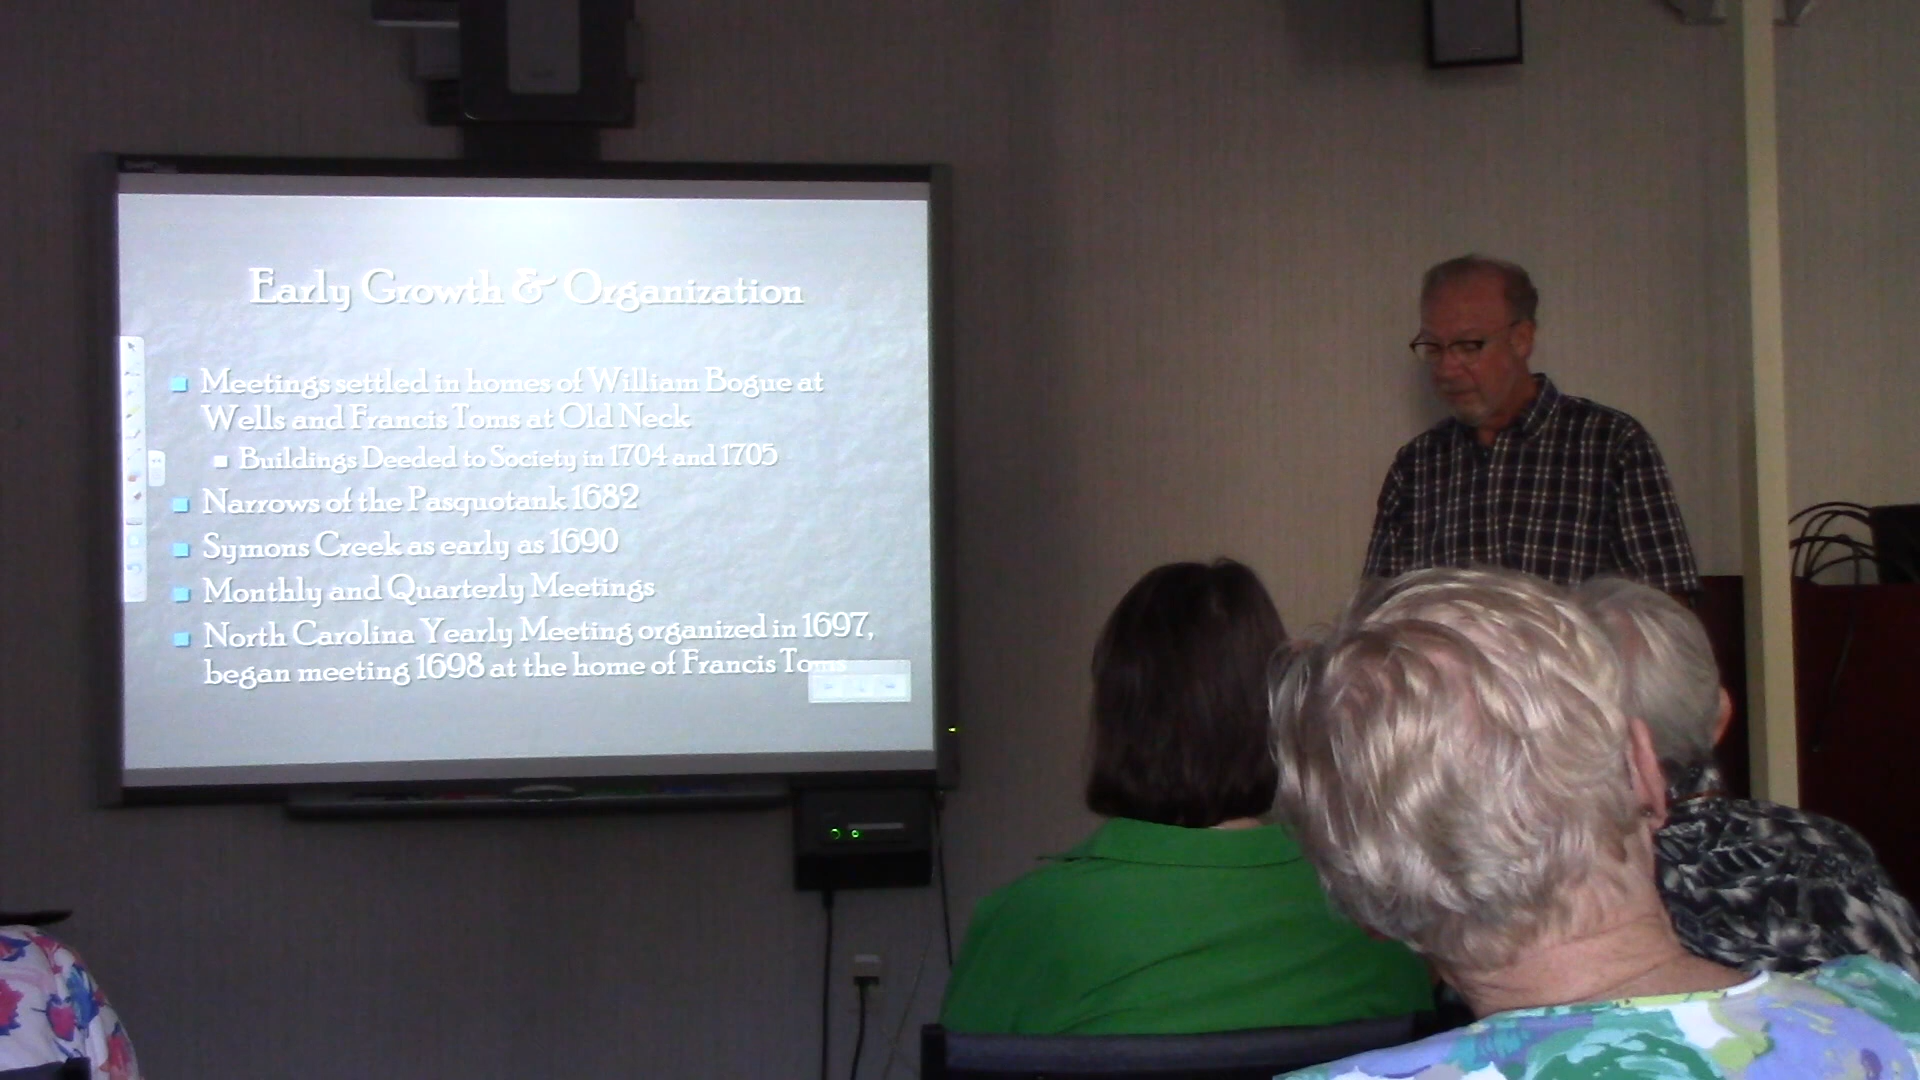 Early Growth & Organization
Meetings settled in homes of William Bogue at
Wells and Francis Toms at Old Neck
Buildings Deeded to Society in 1704 and 1705
Narrows of the Pasquotank 1682
Symons Creek as early as 1690
Monthly and Quarterly Meetings
North Carolina Yearly Meeting organized in 1697,
began meeting 1698 at the home of Francis Toms